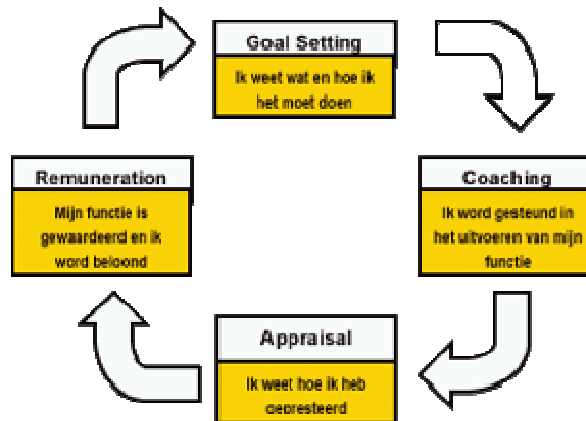 Goal Setting
Ik weet wat en hoe ik
het moet doen
Remuneration
Mijn functie is
gewaardeerd en ik
word beloond
Coaching
Ik word gesteund in
het uitvoeren van mijn
functie
Appraisal
Ik weet hoe ik heb
gepresteerd